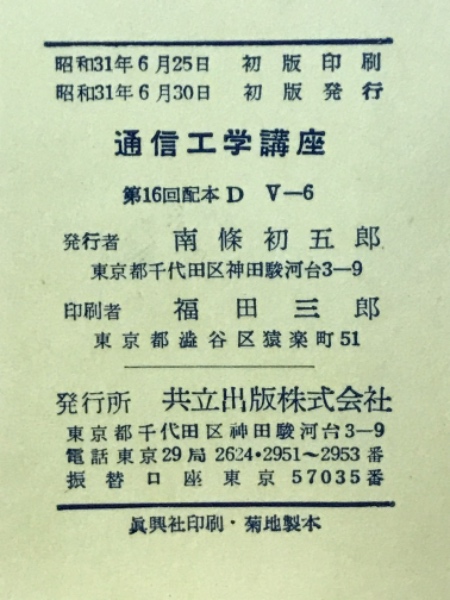 昭和31年6月25日 初版印刷
昭和31年6月30日 初版発行
通信工学講座
第16回配本 D V—6
発行者 南條初五郎
東京都千代田区神田駿河台3—9
印刷者 福田三郎
東京都澁谷区猿楽町51
発行所 共立出版株式会社
東京都千代田区神田駿河台3—9
電話東京29局 2624・2951〜2953番
振替口座東京 57035番
眞興社印刷・菊地製本